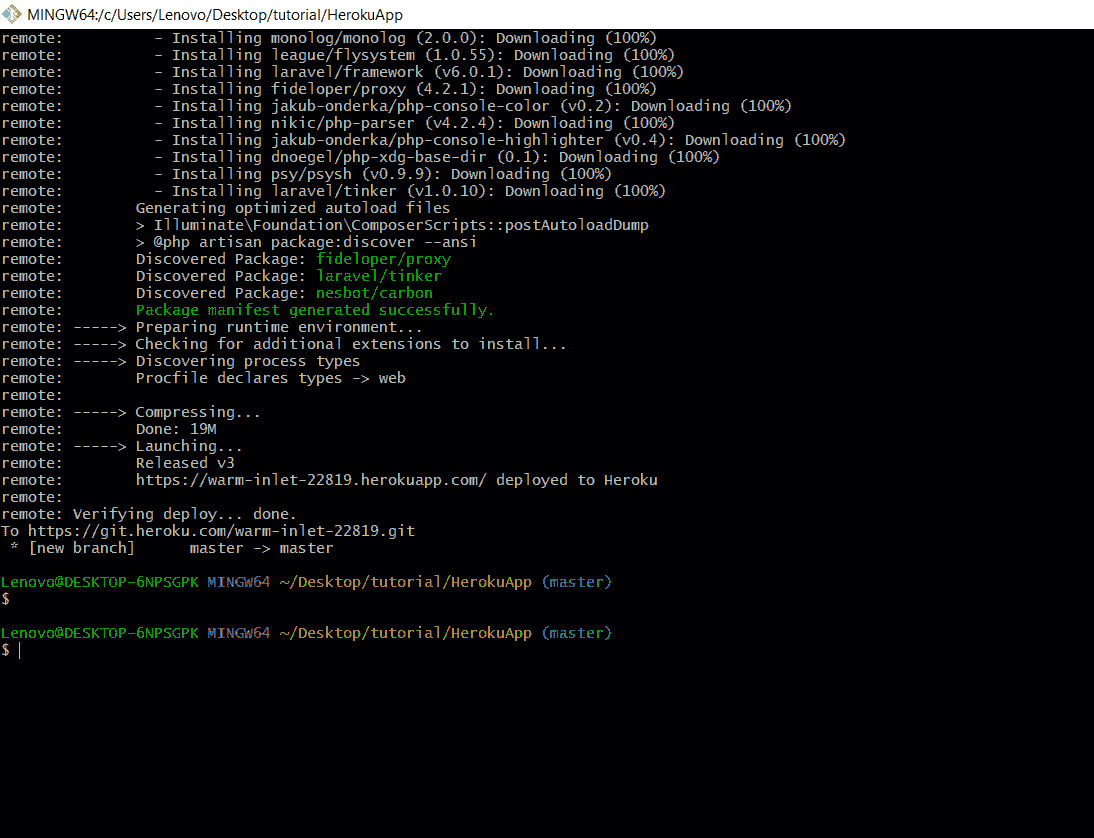 MINGW64:/c/Users/Lenovo/Desktop/tutorial/HerokuApp
remote:          - Installing monolog/monolog (2.0.0): Downloading (100%)
remote:          - Installing league/flysystem (1.0.55): Downloading (100%)
remote:          - Installing laravel/framework (v6.0.1): Downloading (100%)
remote:          - Installing fideloper/proxy (4.2.1): Downloading (100%)
remote:          - Installing jakub-onderka/php-console-color (v0.2): Downloading (100%)
remote:          - Installing nikic/php-parser (v4.2.4): Downloading (100%)
remote:          - Installing jakub-onderka/php-console-highlighter (v0.4): Downloading (100%)
remote:          - Installing dnoegel/php-xdg-base-dir (0.1): Downloading (100%)
remote:          - Installing psy/psysh (v0.9.9): Downloading (100%)
remote:          - Installing laravel/tinker (v1.0.10): Downloading (100%)
remote:        Generating optimized autoload files
remote:        > Illuminate\Foundation\ComposerScripts::postAutoloadDump
remote:        > @php artisan package:discover --ansi
remote:        Discovered Package: fideloper/proxy
remote:        Discovered Package: laravel/tinker
remote:        Discovered Package: nesbot/carbon
remote:        Package manifest generated successfully.
remote: -----> Preparing runtime environment...
remote: -----> Checking for additional extensions to install...
remote: -----> Discovering process types
remote:        Procfile declares types -> web
remote:
remote: -----> Compressing...
remote:        Done: 19M
remote: -----> Launching...
remote:        Released v3
remote:        https://warm-inlet-22819.herokuapp.com/ deployed to Heroku
remote:
remote: Verifying deploy... done.
To https://git.heroku.com/warm-inlet-22819.git
 * [new branch]      master -> master
Lenovo@DESKTOP-6NPSGPK MINGW64 ~/Desktop/tutorial/HerokuApp (master)
$
Lenovo@DESKTOP-6NPSGPK MINGW64 ~/Desktop/tutorial/HerokuApp (master)
$